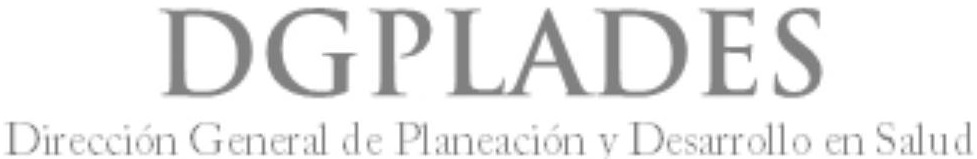 DGPLADES
Dirección General de Planeación y Desarrollo en Salud